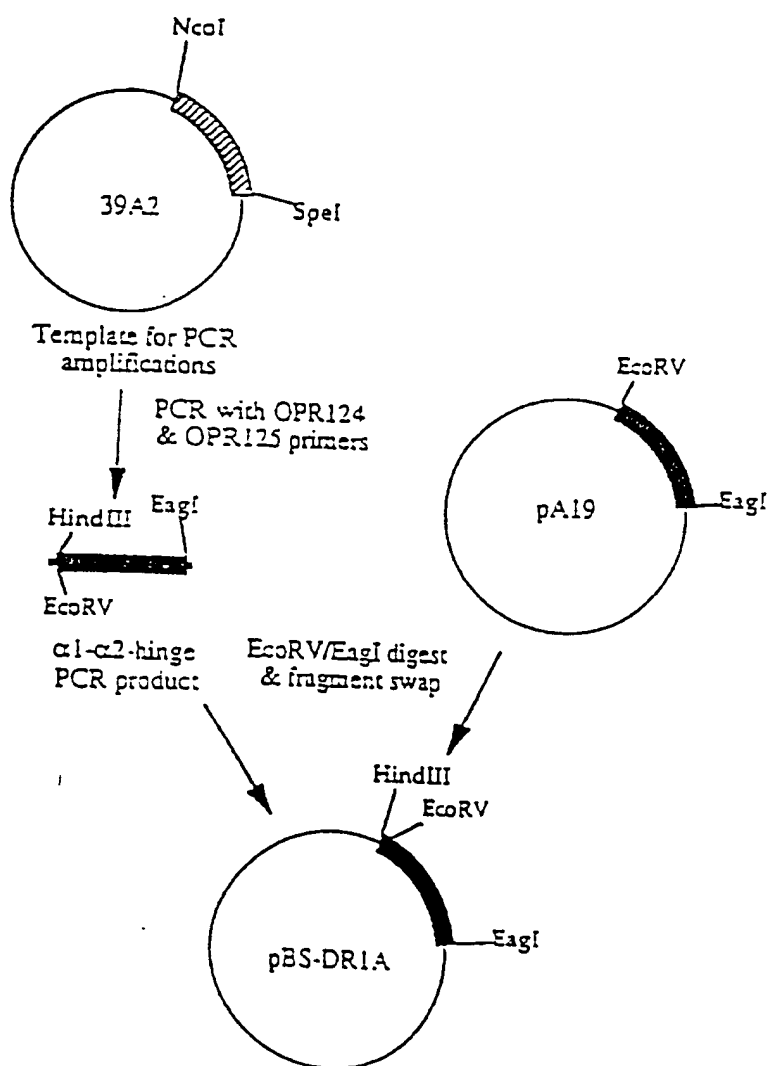 NcoI
39A2
SpeI
Template for PCR
amplifications
PCR with OPR124
& OPR125 primers
HindIII
EagI
EcoRV
α1-α2-hinge
PCR product
EcoRV
pA19
EagI
EcoRV/EagI digest
& fragment swap
HindIII
EcoRV
pBS-DR1A
EagI